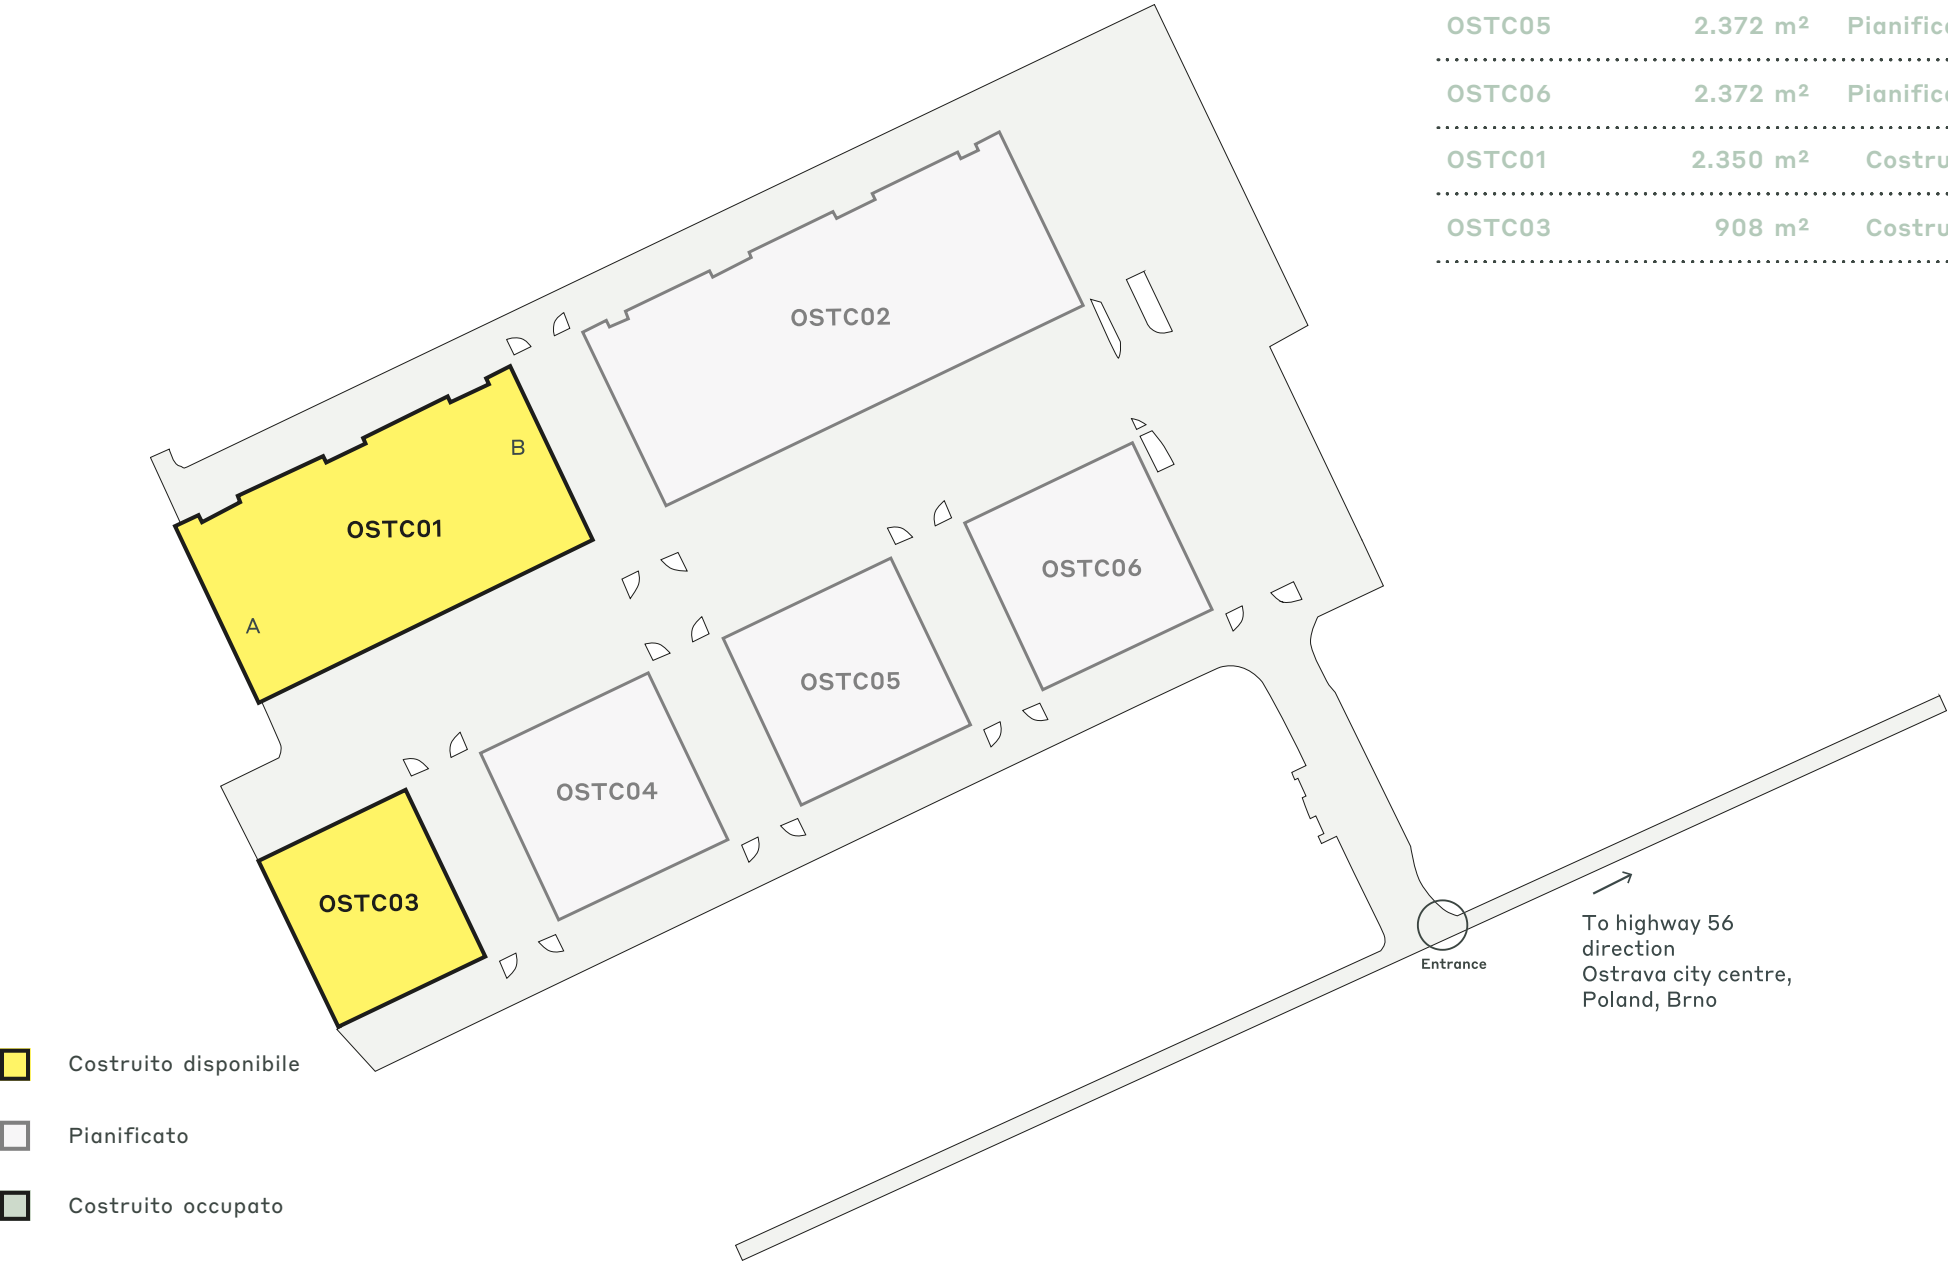 OSTC05 2.372 m²
OSTC06 2.372 m²
OSTC01 2.350 m²
OSTC03 908 m²
OSTC02
B
OSTC01
A
OSTC06
OSTC05
OSTC04
OSTC03
To highway 56
direction
Ostrava city centre,
Poland, Brno
Entrance
Costruito disponibile
Pianificato
Costruito occupato